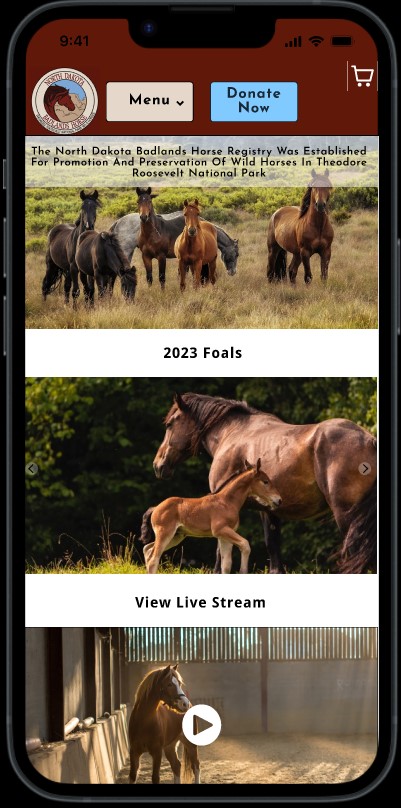 9:41
NORTH DAKOTA
BADLANDS HORSE
Menu
Donate
Now
The North Dakota Badlands Horse Registry Was Established
For Promotion And Preservation Of Wild Horses In Theodore
Roosevelt National Park
2023 Foals
View Live Stream